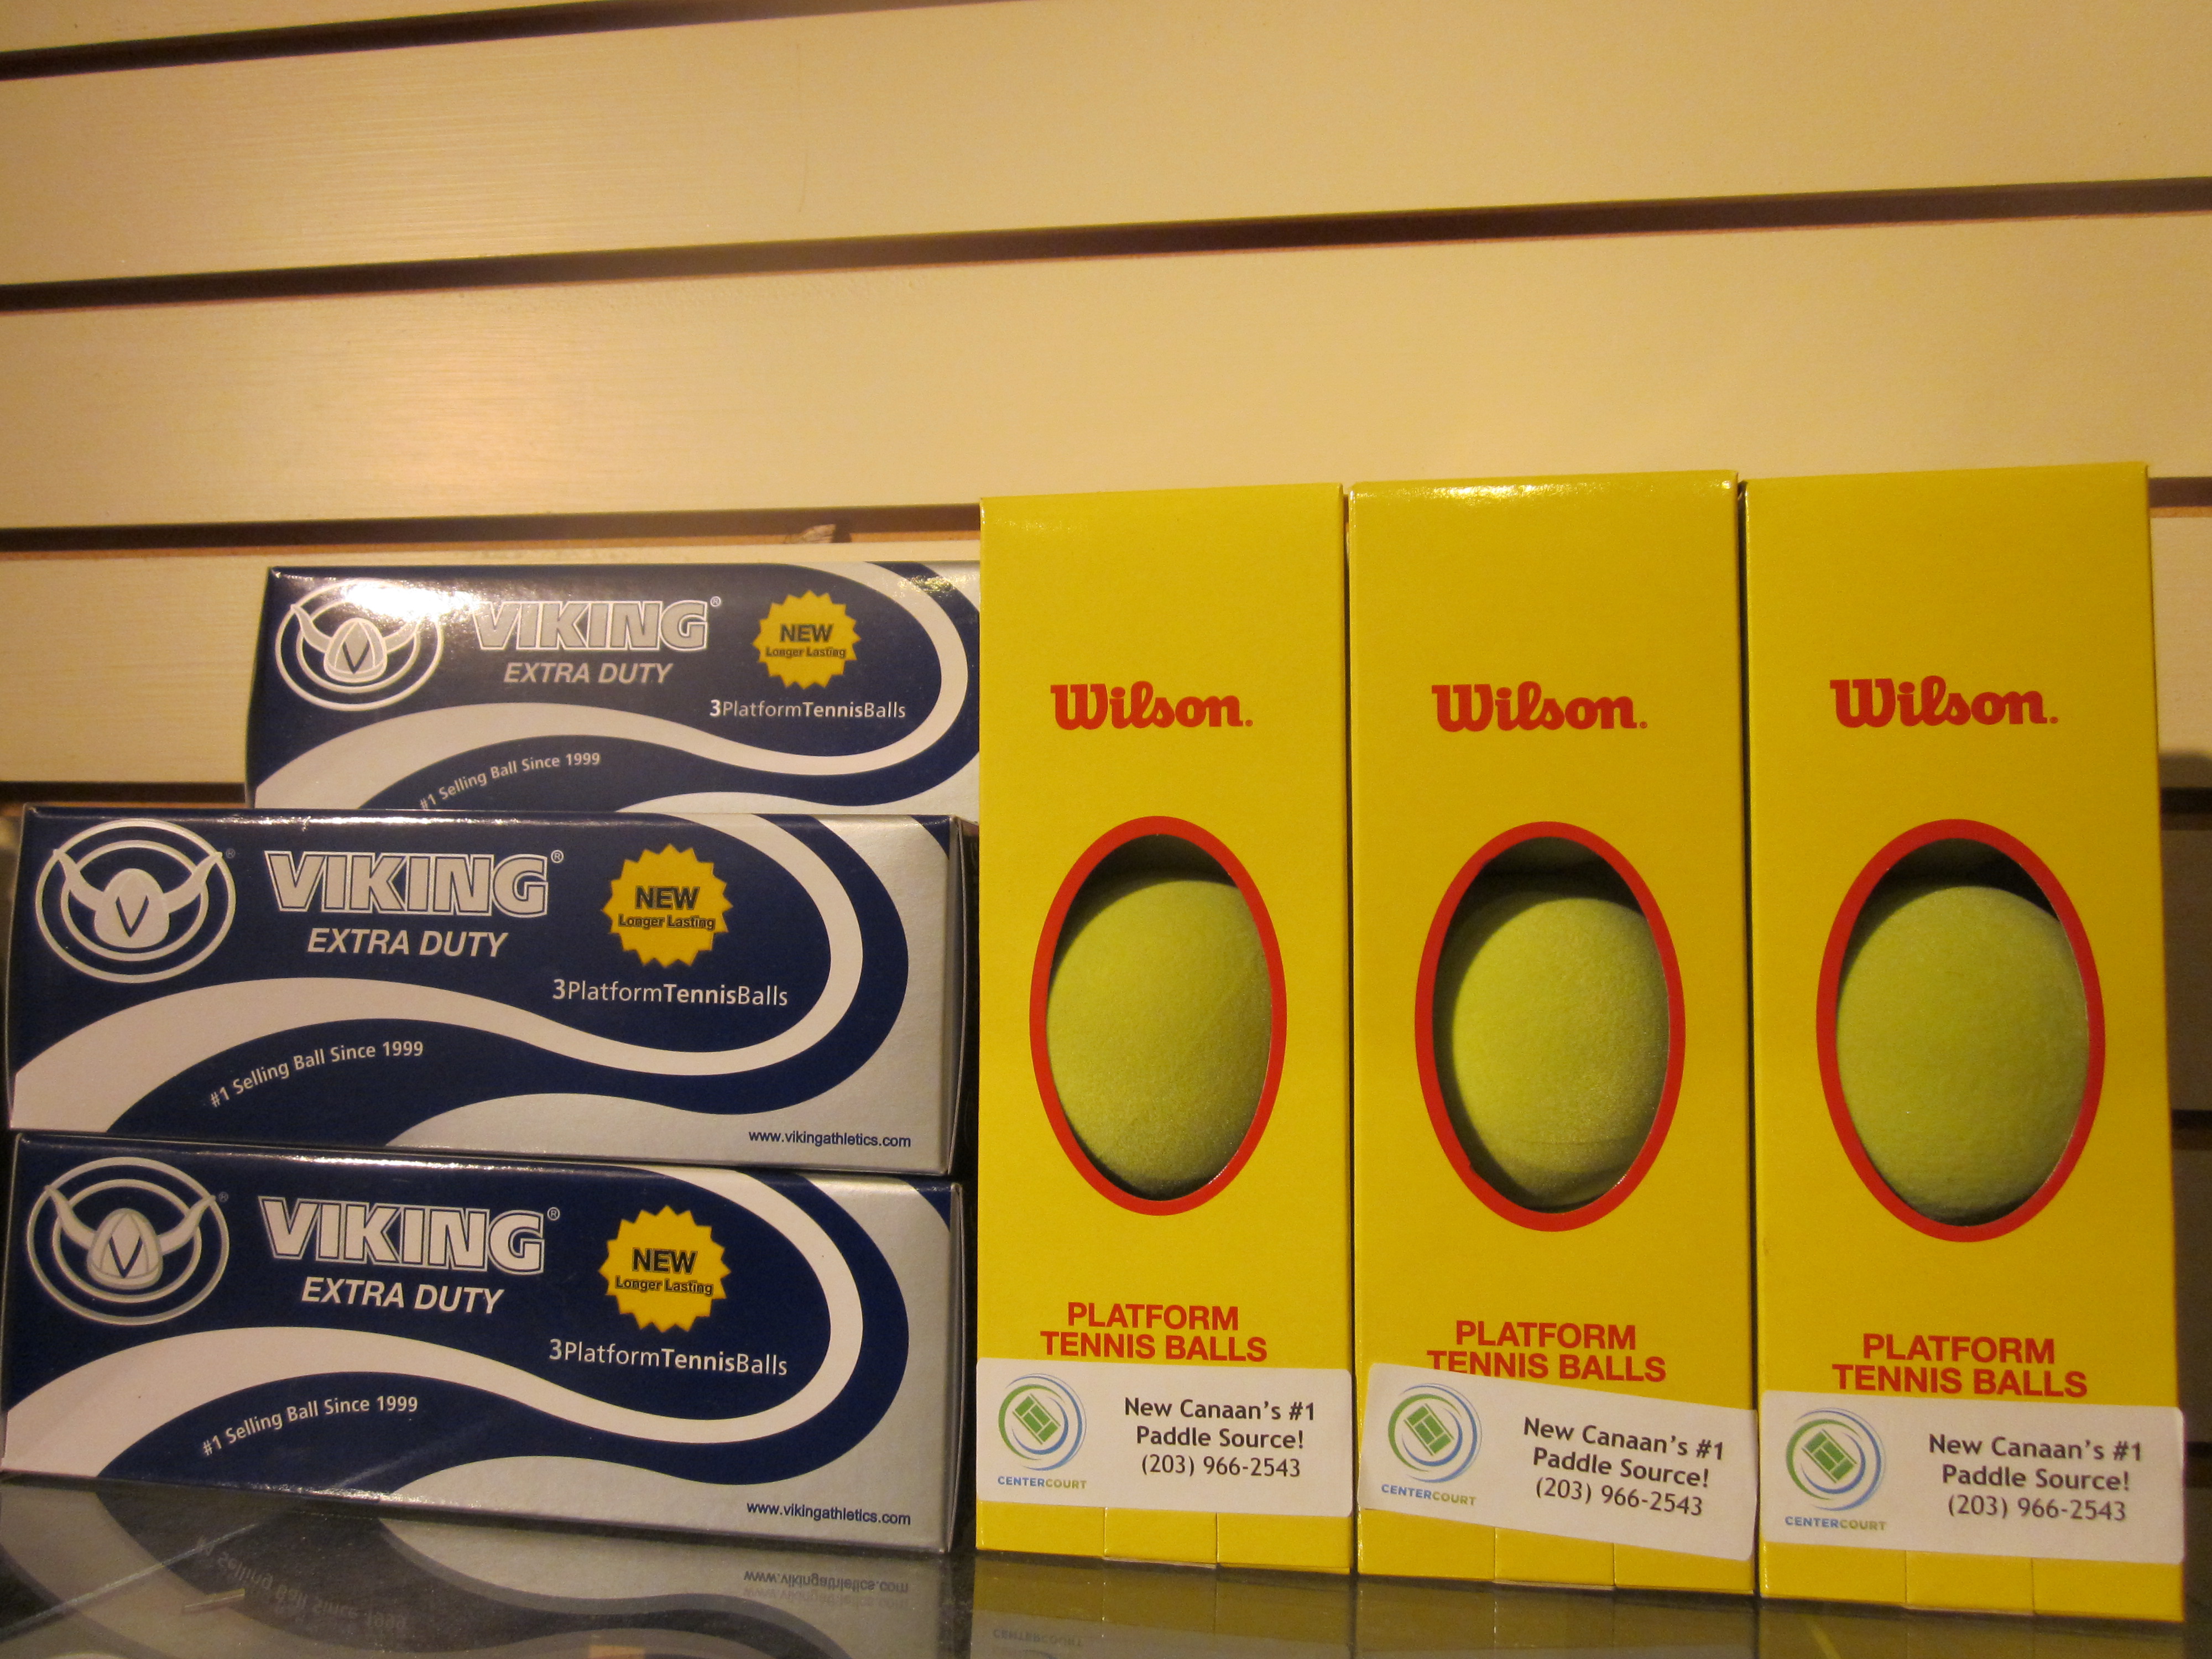 VIKING®
EXTRA DUTY
NEW
Longer Lasting
3PlatformTennisBalls
#1 Selling Ball Since 1999
V
VIKING®
EXTRA DUTY
NEW
Longer Lasting
3PlatformTennisBalls
#1 Selling Ball Since 1999
www.vikingathletics.com
V
VIKING®
EXTRA DUTY
NEW
Longer Lasting
3PlatformTennisBalls
#1 Selling Ball Since 1999
www.vikingathletics.com
V
Wilson.
PLATFORM
TENNIS BALLS
CENTERCOURT
New Canaan's #1
Paddle Source!
(203) 966-2543
Wilson.
PLATFORM
TENNIS BALLS
CENTERCOURT
New Canaan's #1
Paddle Source!
(203) 966-2543
Wilson.
PLATFORM
TENNIS BALLS
CENTERCOURT
New Canaan's #1
Paddle Source!
(203) 966-2543